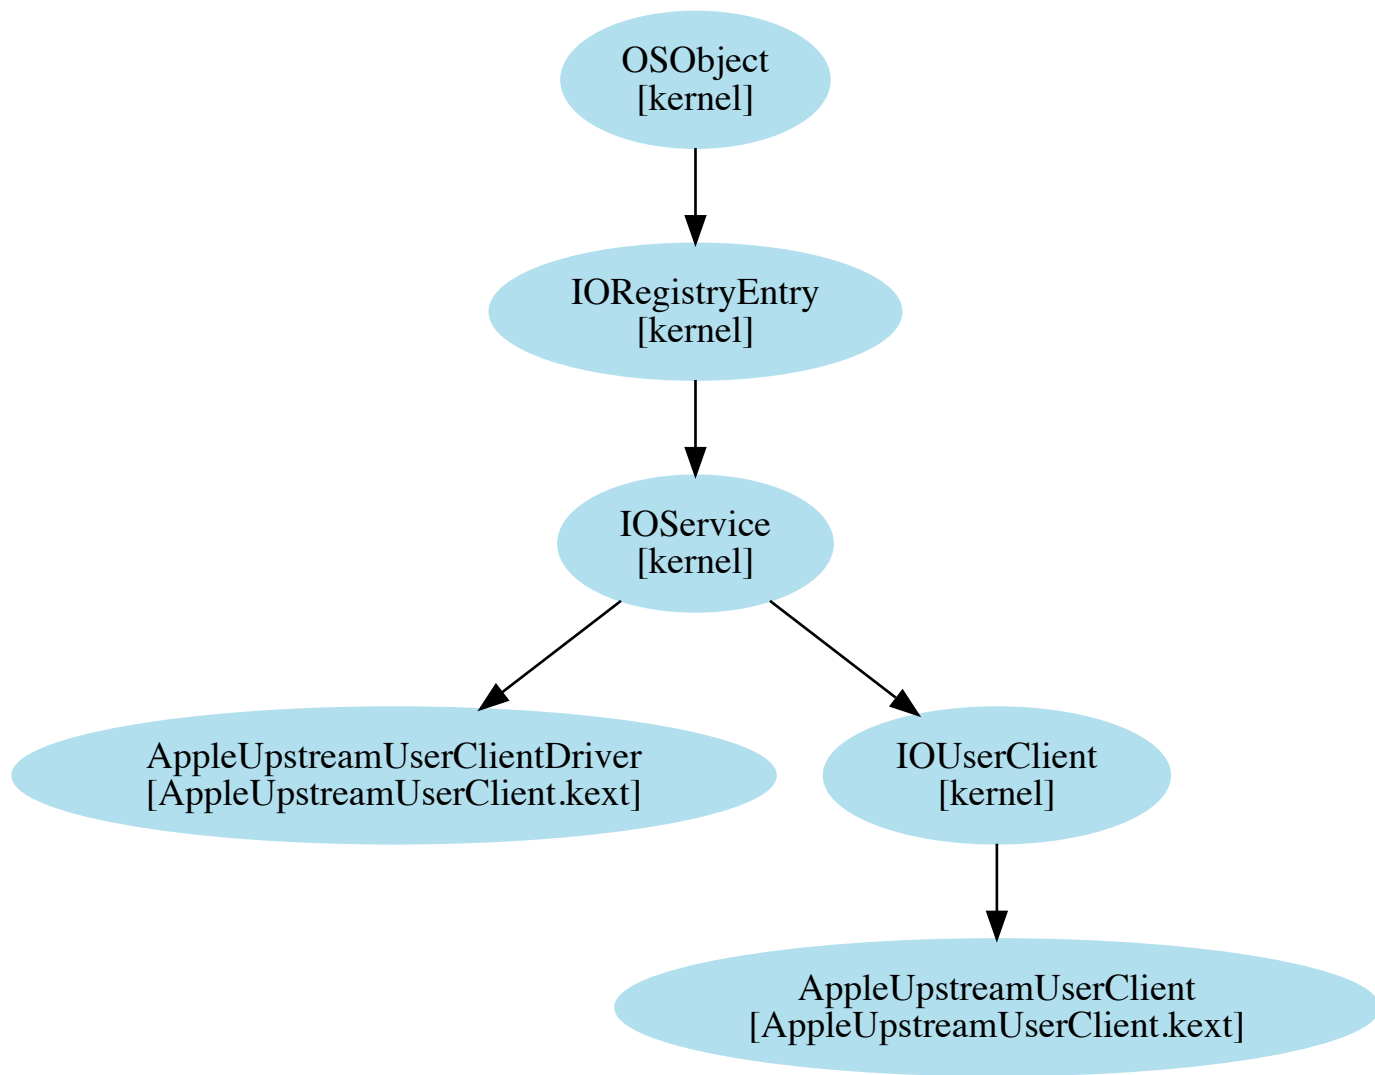 OSObject
[kernel]
IORegistryEntry
[kernel]
IOService
[kernel]
AppleUpstreamUserClientDriver
[AppleUpstreamUserClient.kext]
IOUserClient
[kernel]
AppleUpstreamUserClient
[AppleUpstreamUserClient.kext]